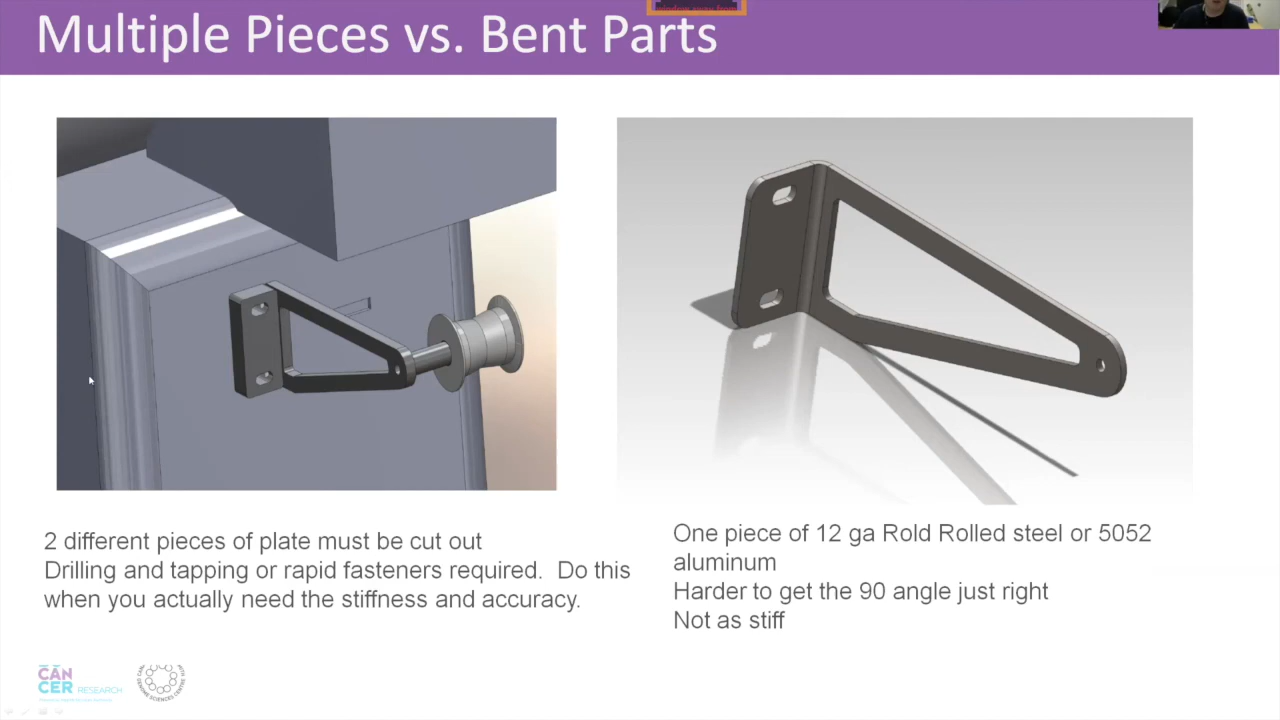 Multiple Pieces vs. Bent Parts
2 different pieces of plate must be cut out
Drilling and tapping or rapid fasteners required.  Do this
when you actually need the stiffness and accuracy.
One piece of 12 ga Rold Rolled steel or 5052
aluminum
Harder to get the 90 angle just right
Not as stiff
CAN
CER RESEARCH